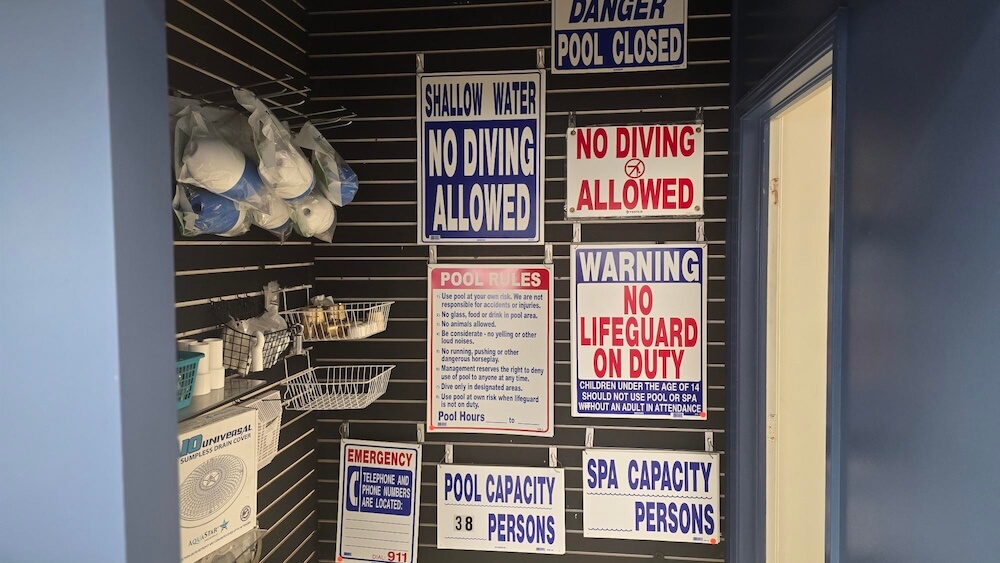 DANGER
POOL CLOSED
SHALLOW WATER
NO DIVING
ALLOWED
NO DIVING
ALLOWED
POOL RULES
Use pool at your own risk. We are not
responsible for accidents or injuries.
No glass, food or drink in pool area.
No animals allowed.
Be considerate - no yelling or other
loud noises.
No running, pushing or other
dangerous horseplay.
Management reserves the right to deny
use of pool to anyone at any time.
Dive only in designated areas.
Use pool at own risk when lifeguard
is not on duty.
Pool Hours ____ to ____
WARNING
NO
LIFEGUARD
ON DUTY
CHILDREN UNDER THE AGE OF 14
SHOULD NOT USE POOL OR SPA
WITHOUT AN ADULT IN ATTENDANCE
EMERGENCY
TELEPHONE AND
PHONE NUMBERS
ARE LOCATED:
DIAL 911
POOL CAPACITY
38 PERSONS
SPA CAPACITY
PERSONS
UNIVERSAL
SUMPLESS DRAIN COVER
AQUASTAR